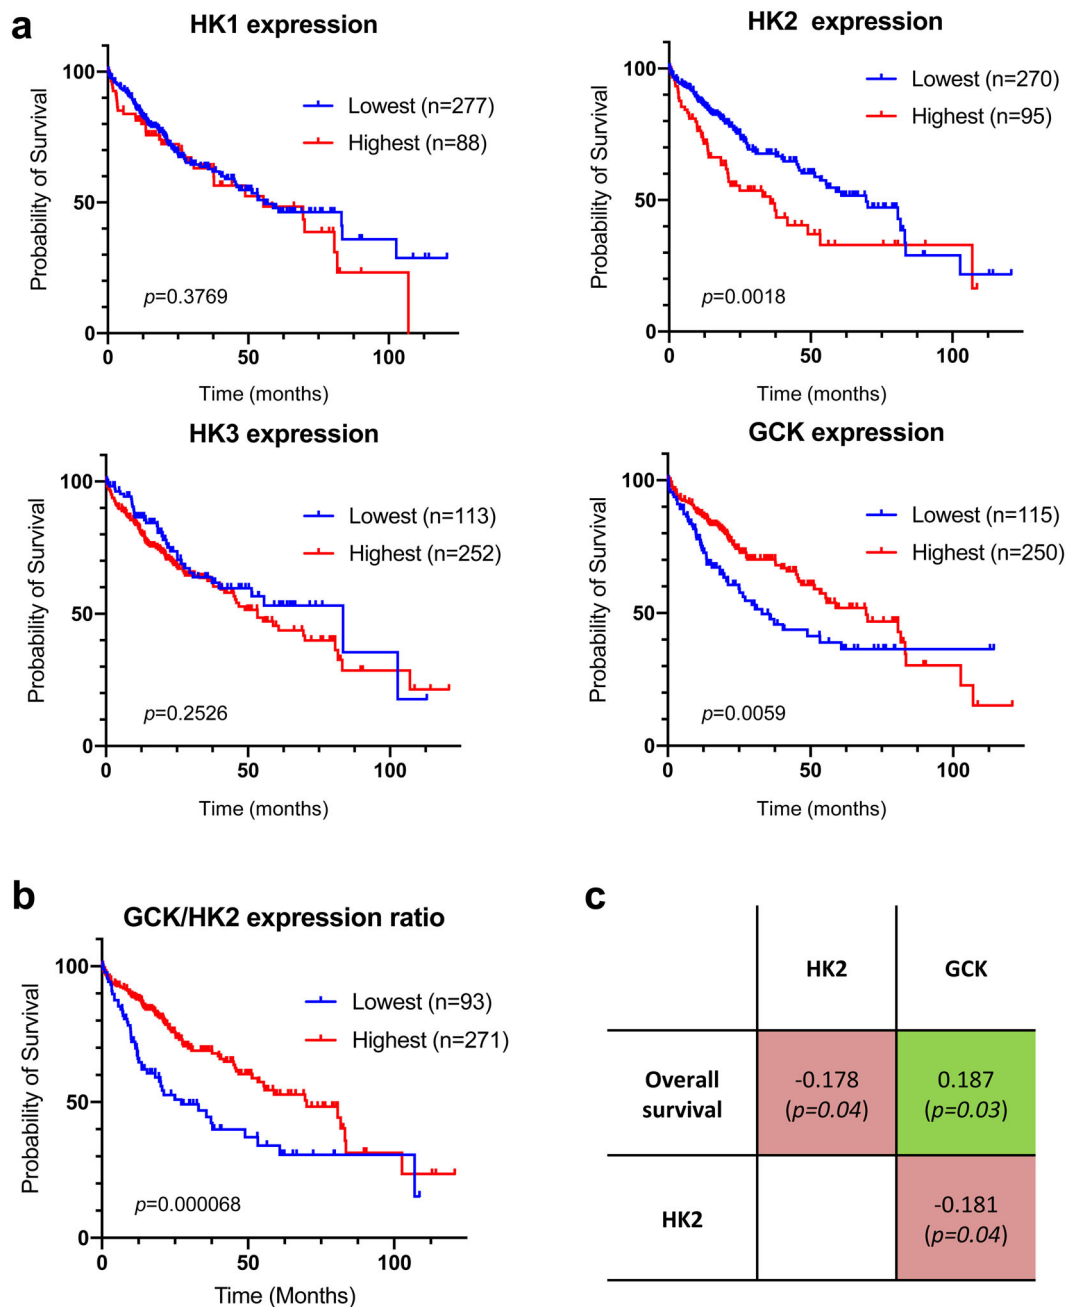 a
HK1 expression
Probability of Survival
100
50
0
0
50
100
Lowest (n=277)
Highest (n=88)
p=0.3769
Time (months)
HK2 expression
Probability of Survival
100
50
0
0
50
100
Lowest (n=270)
Highest (n=95)
p=0.0018
Time (months)
HK3 expression
Probability of Survival
100
50
0
0
50
100
Lowest (n=113)
Highest (n=252)
p=0.2526
Time (months)
GCK expression
Probability of Survival
100
50
0
0
50
100
Lowest (n=115)
Highest (n=250)
p=0.0059
Time (months)
b
GCK/HK2 expression ratio
Probability of Survival
100
50
0
0
50
100
Lowest (n=93)
Highest (n=271)
p=0.000068
Time (Months)
c
HK2 GCK
Overall
survival
-0.178
(p=0.04)
0.187
(p=0.03)
HK2
-0.181
(p=0.04)